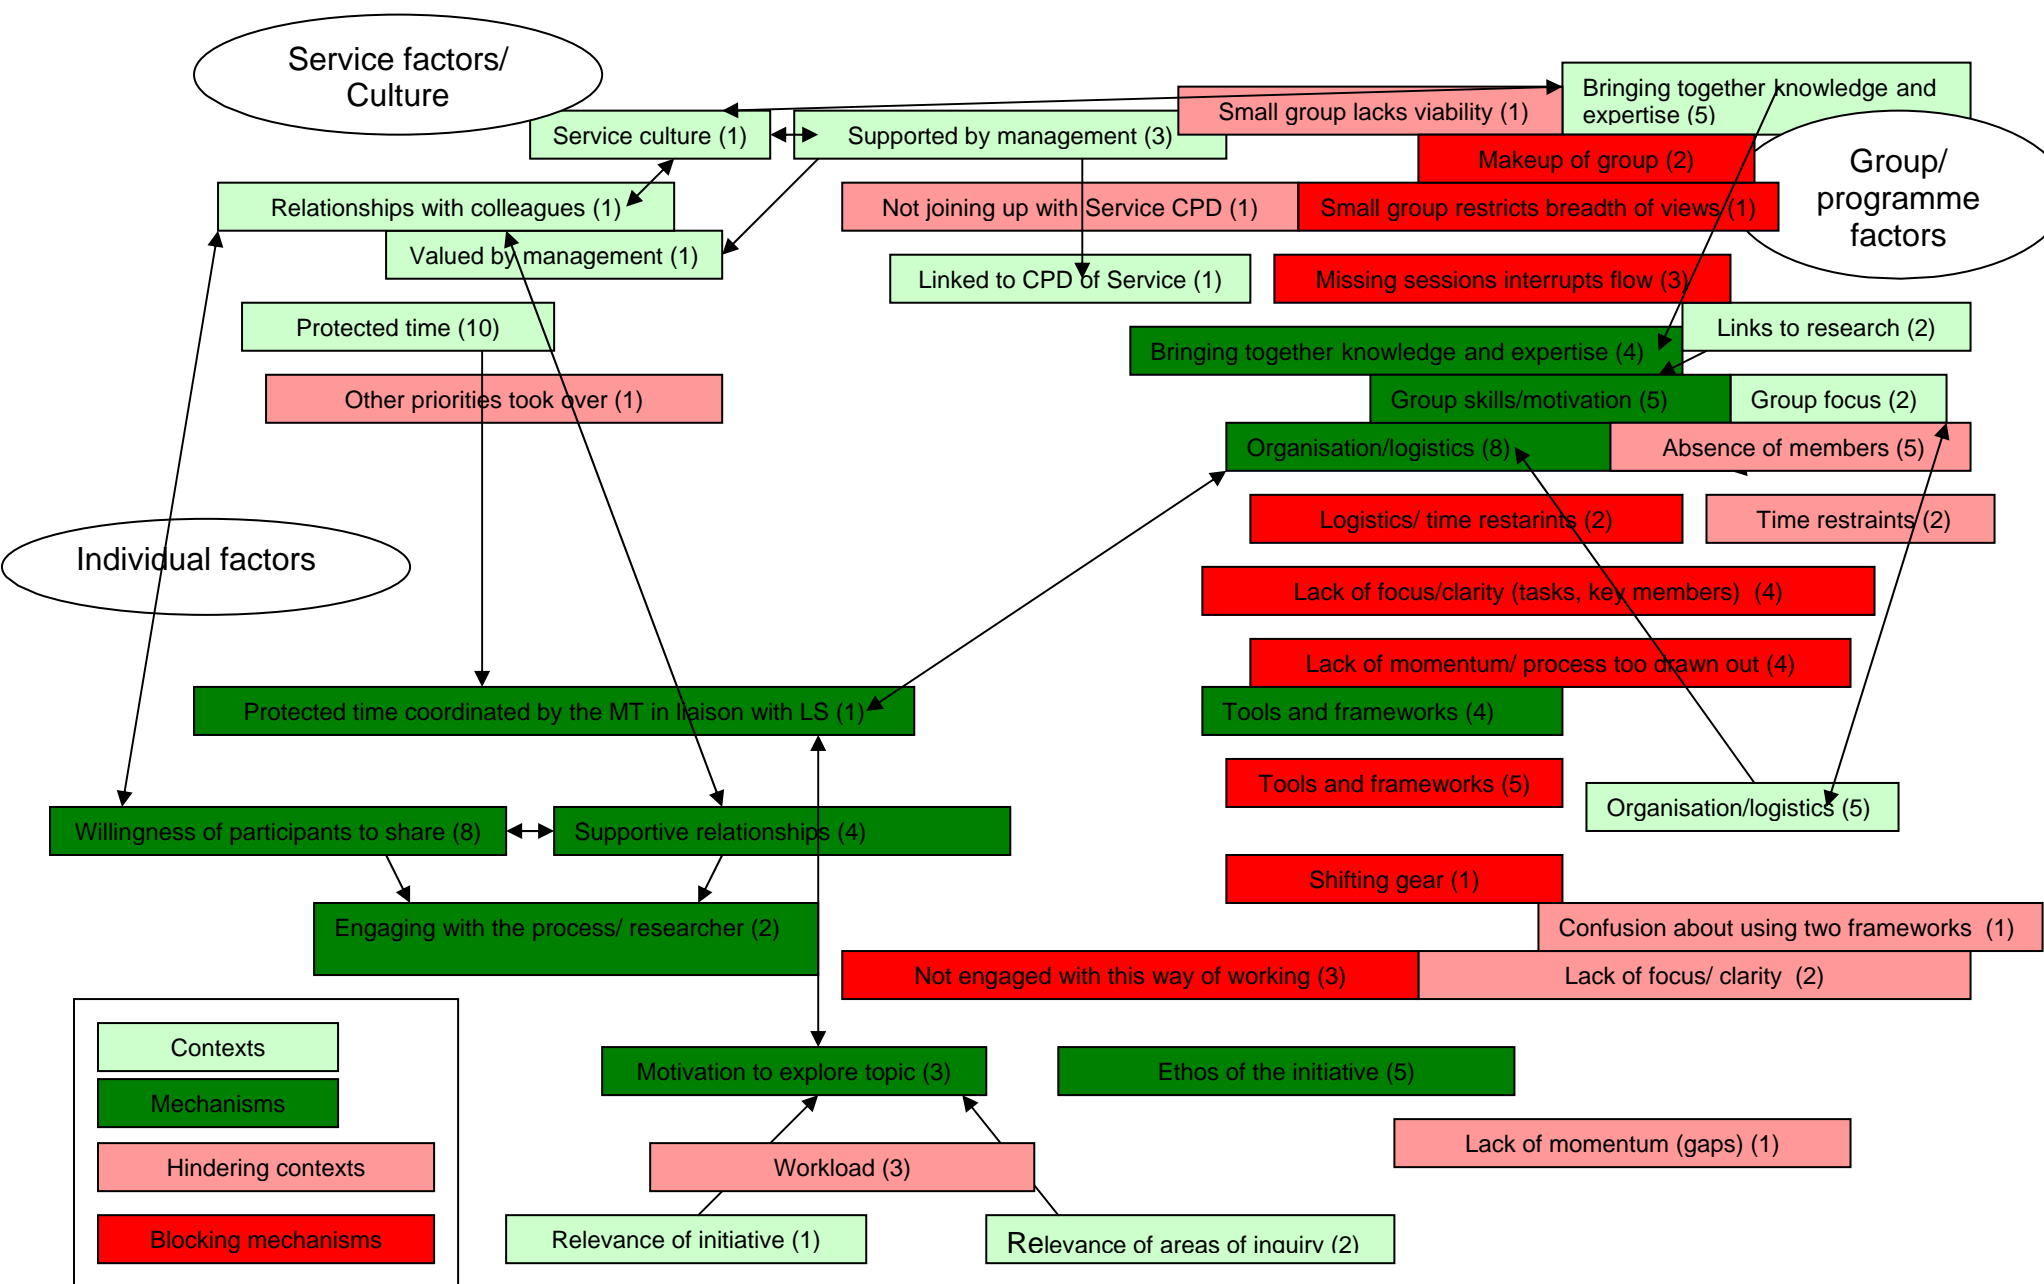 Service factors/
Culture
Bringing together knowledge and
expertise (5)
Small group lacks viability (1)
Service culture (1)
Supported by management (3)
Makeup of group (2)
Group/
programme
factors
Relationships with colleagues (1)
Not joining up with Service CPD (1)
Small group restricts breadth of views (1)
Valued by management (1)
Linked to CPD of Service (1)
Missing sessions interrupts flow (3)
Protected time (10)
Links to research (2)
Bringing together knowledge and expertise (4)
Other priorities took over (1)
Group skills/motivation (5)
Group focus (2)
Organisation/logistics (8)
Absence of members (5)
Logistics/ time restarints (2)
Time restraints (2)
Individual factors
Lack of focus/clarity (tasks, key members) (4)
Lack of momentum/ process too drawn out (4)
Protected time coordinated by the MT in liaison with LS (1)
Tools and frameworks (4)
Tools and frameworks (5)
Organisation/logistics (5)
Willingness of participants to share (8)
Supportive relationships (4)
Shifting gear (1)
Engaging with the process/ researcher (2)
Confusion about using two frameworks (1)
Not engaged with this way of working (3)
Lack of focus/ clarity (2)
Contexts
Motivation to explore topic (3)
Ethos of the initiative (5)
Mechanisms
Lack of momentum (gaps) (1)
Hindering contexts
Workload (3)
Blocking mechanisms
Relevance of initiative (1)
Relevance of areas of inquiry (2)